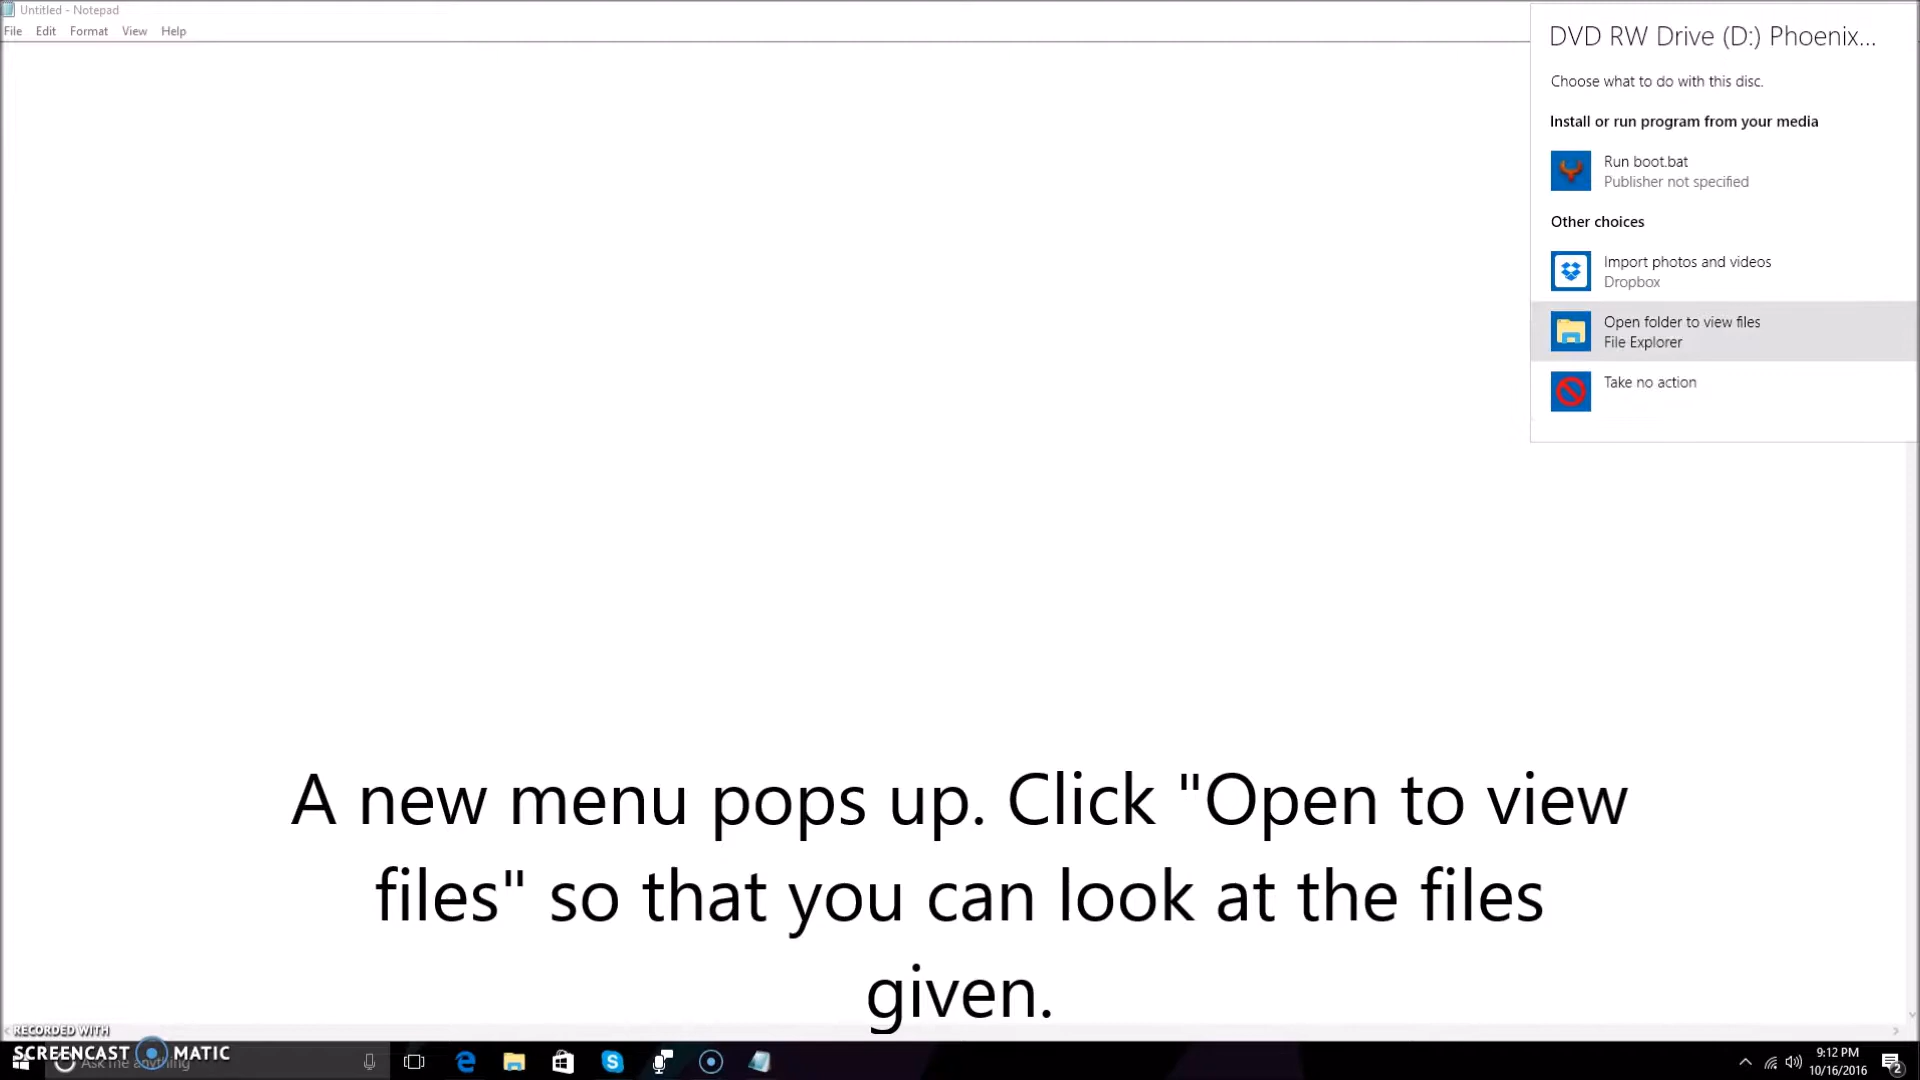 Untitled - Notepad
File Edit Format View Help
DVD RW Drive (D:) Phoenix...
Choose what to do with this disc.
Install or run program from your media
Run boot.bat
Publisher not specified
Other choices
Import photos and videos
Dropbox
Open folder to view files
File Explorer
Take no action
A new menu pops up. Click "Open to view
files" so that you can look at the files
given.
RECORDED WITH
SCREENCAST MATIC
Ask me anything
9:12 PM
10/16/2016
2